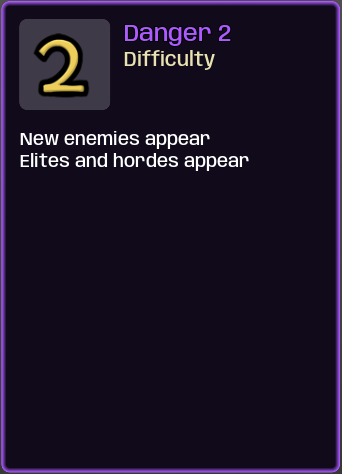 2
Danger 2
Difficulty
New enemies appear
Elites and hordes appear